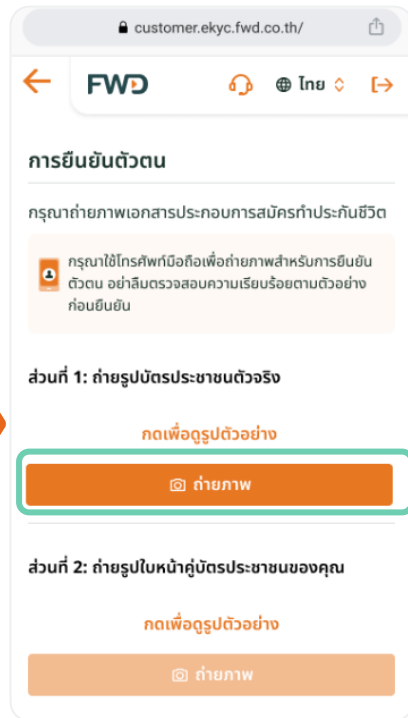 customer.ekyc.fwd.co.th/
FWD
ไทย
การยืนยันตัวตน
กรุณาถ่ายภาพเอกสารประกอบการสมัครทำประกันชีวิต
กรุณาใช้โทรศัพท์มือถือเพื่อถ่ายภาพสำหรับการยืนยัน
ตัวตน อย่าลืมตรวจสอบความเรียบร้อยตามตัวอย่าง
ก่อนยืนยัน
ส่วนที่ 1: ถ่ายรูปบัตรประชาชนตัวจริง
กดเพื่อดูรูปตัวอย่าง
ถ่ายภาพ
ส่วนที่ 2: ถ่ายรูปใบหน้าคู่บัตรประชาชนของคุณ
กดเพื่อดูรูปตัวอย่าง
ถ่ายภาพ